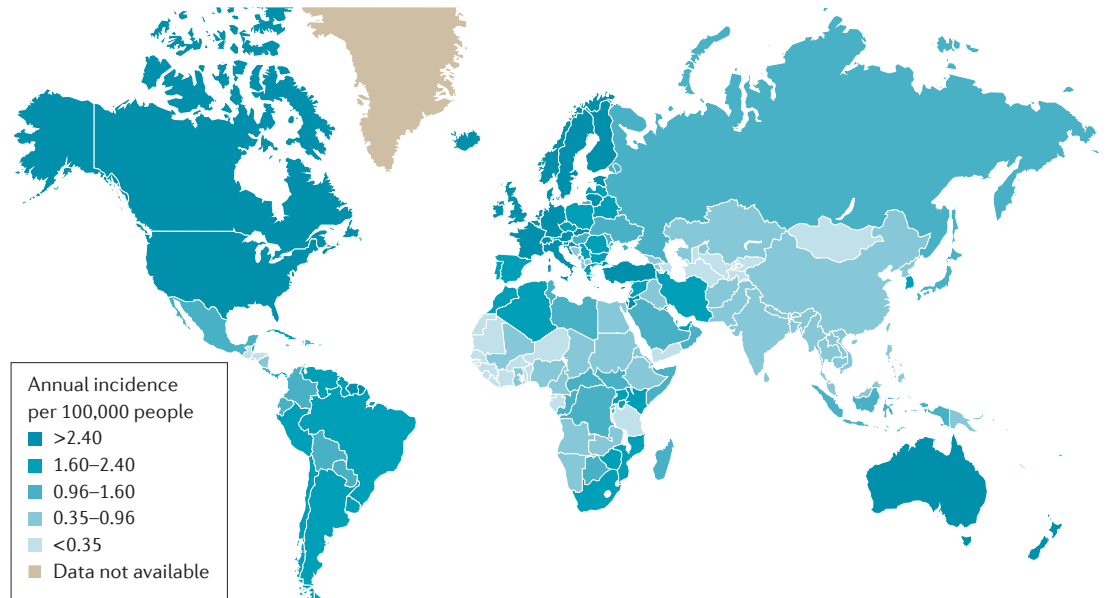 Annual incidence
per 100,000 people
>2.40
1.60–2.40
0.96–1.60
0.35–0.96
<0.35
Data not available